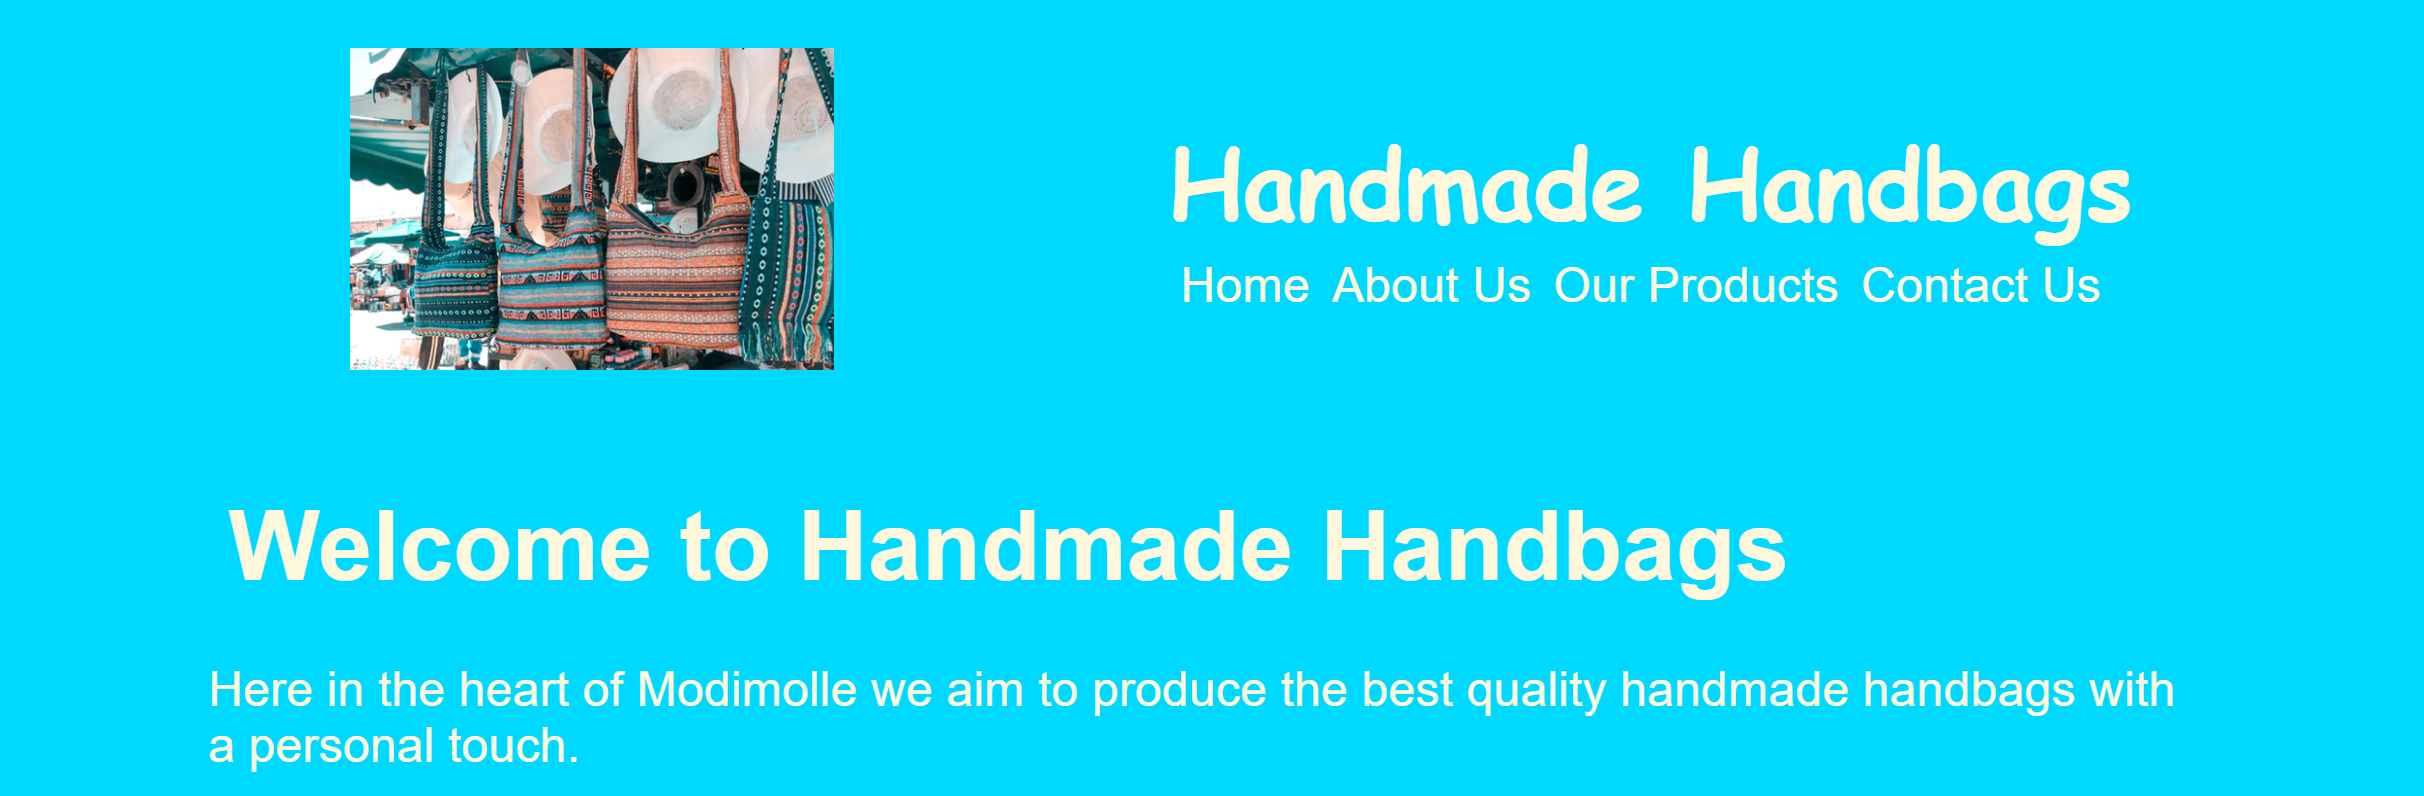 Handmade Handbags
Home About Us Our Products Contact Us
Welcome to Handmade Handbags
Here in the heart of Modimolle we aim to produce the best quality handmade handbags with
a personal touch.